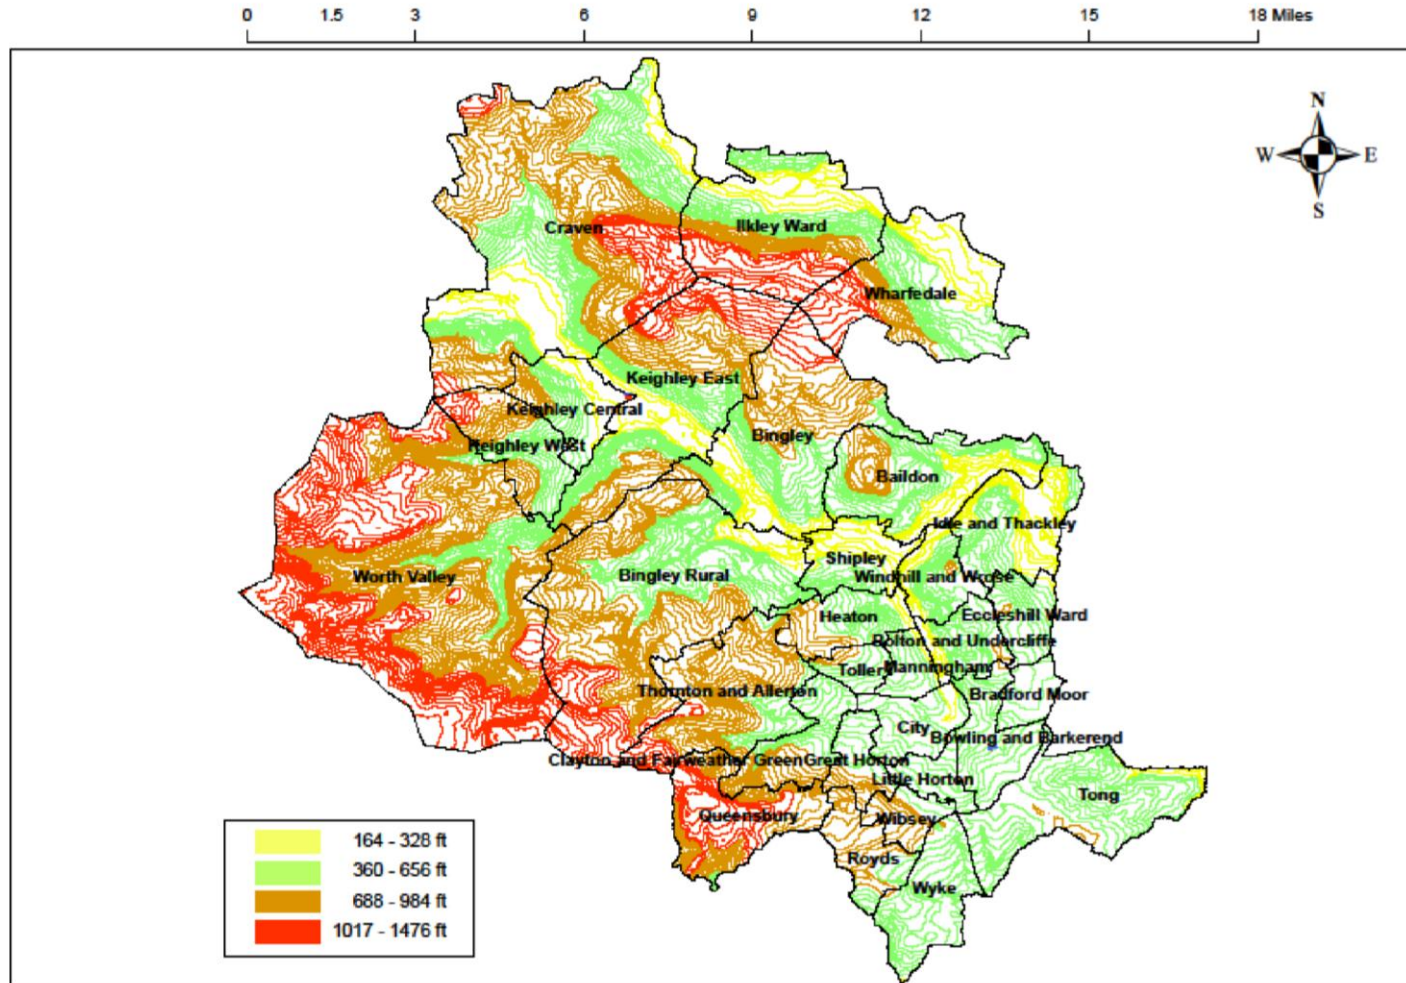 0 1.5 3 6 9 12 15 18 Miles
N
W E
S
Craven
Ilkley Ward
Wharfedale
Keighley East
Keighley Central
Bingley
Keighley West
Baildon
Idle and Thackley
Shipley
Worth Valley
Bingley Rural
Windhill and Wrose
Heaton
Eccleshill Ward
Bolton and Undercliffe
Toller
Manningham
Thornton and Allerton
Bradford Moor
City
Bowling and Barkerend
Clayton and Fairweather Green
Great Horton
Little Horton
Tong
Queensbury
Wibsey
Royds
Wyke
164 - 328 ft
360 - 656 ft
688 - 984 ft
1017 - 1476 ft